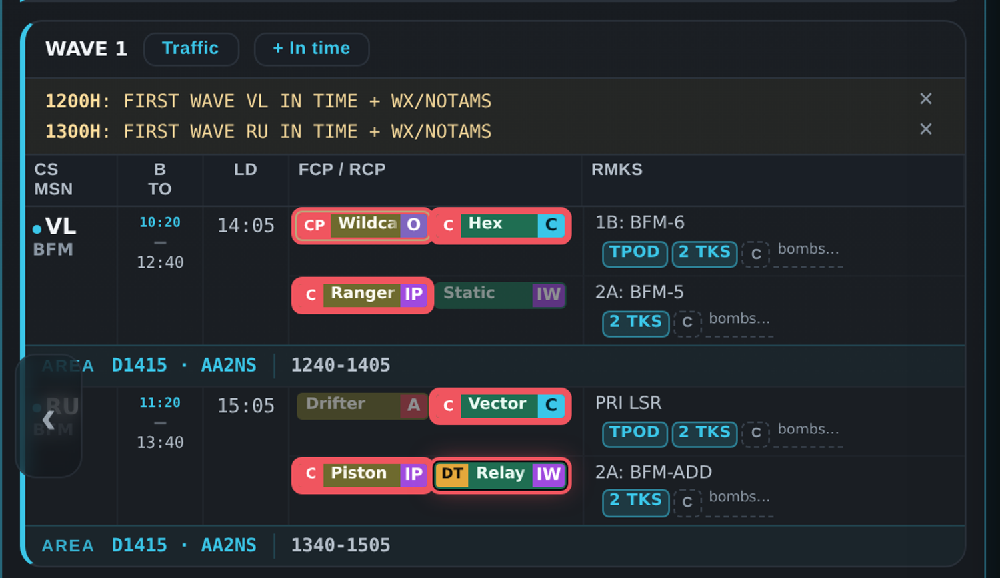 WAVE 1 Traffic + In time
1200H: FIRST WAVE VL IN TIME + WX/NOTAMS ×
1300H: FIRST WAVE RU IN TIME + WX/NOTAMS ×
CS B LD FCP / RCP RMKS
MSN TO
VL 10:20 14:05 CP Wildca O C Hex C 1B: BFM-6
BFM — TPOD 2 TKS C bombs...
12:40
C Ranger IP Static IW 2A: BFM-5
2 TKS C bombs...
AREA D1415 · AA2NS 1240-1405
RU 11:20 15:05 Drifter A C Vector C PRI LSR
BFM — TPOD 2 TKS C bombs...
13:40
C Piston IP DT Relay IW 2A: BFM-ADD
2 TKS C bombs...
AREA D1415 · AA2NS 1340-1505